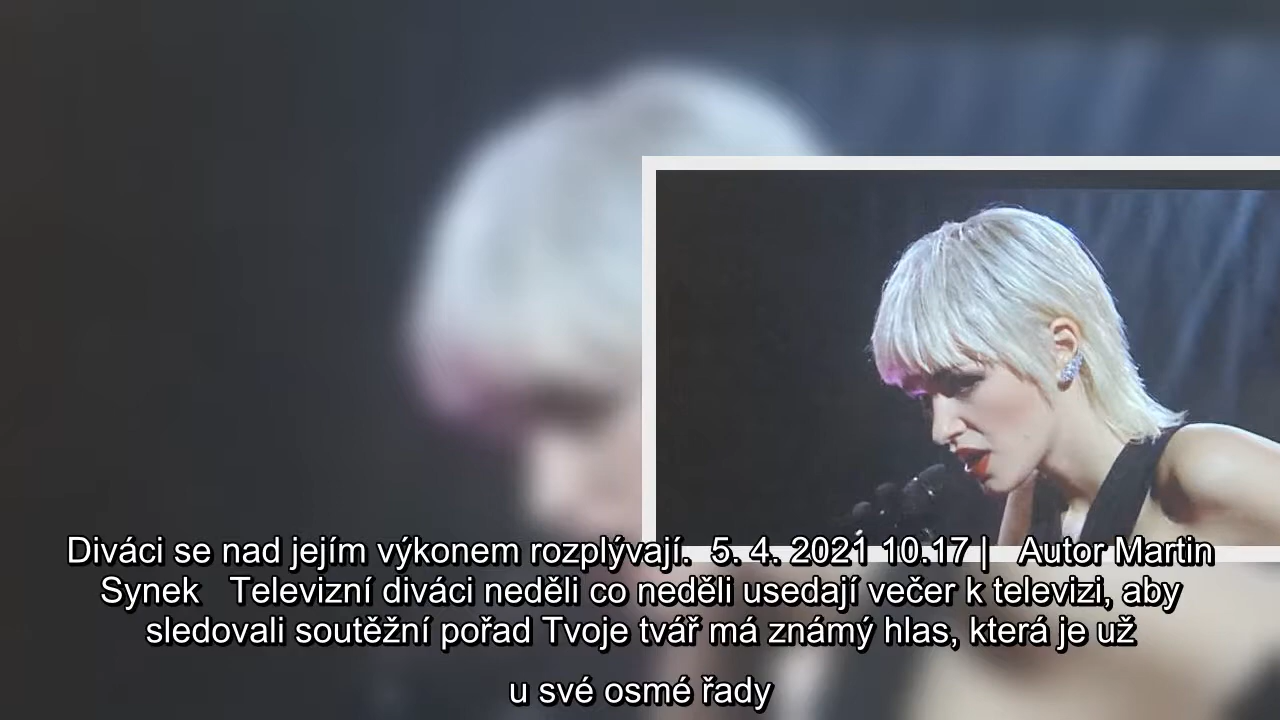 Diváci se nad jejím výkonem rozplývají.  5. 4. 2021 10.17 |   Autor Martin
Synek   Televizní diváci neděli co neděli usedají večer k televizi, aby
sledovali soutěžní pořad Tvoje tvář má známý hlas, která je už
u své osmé řady